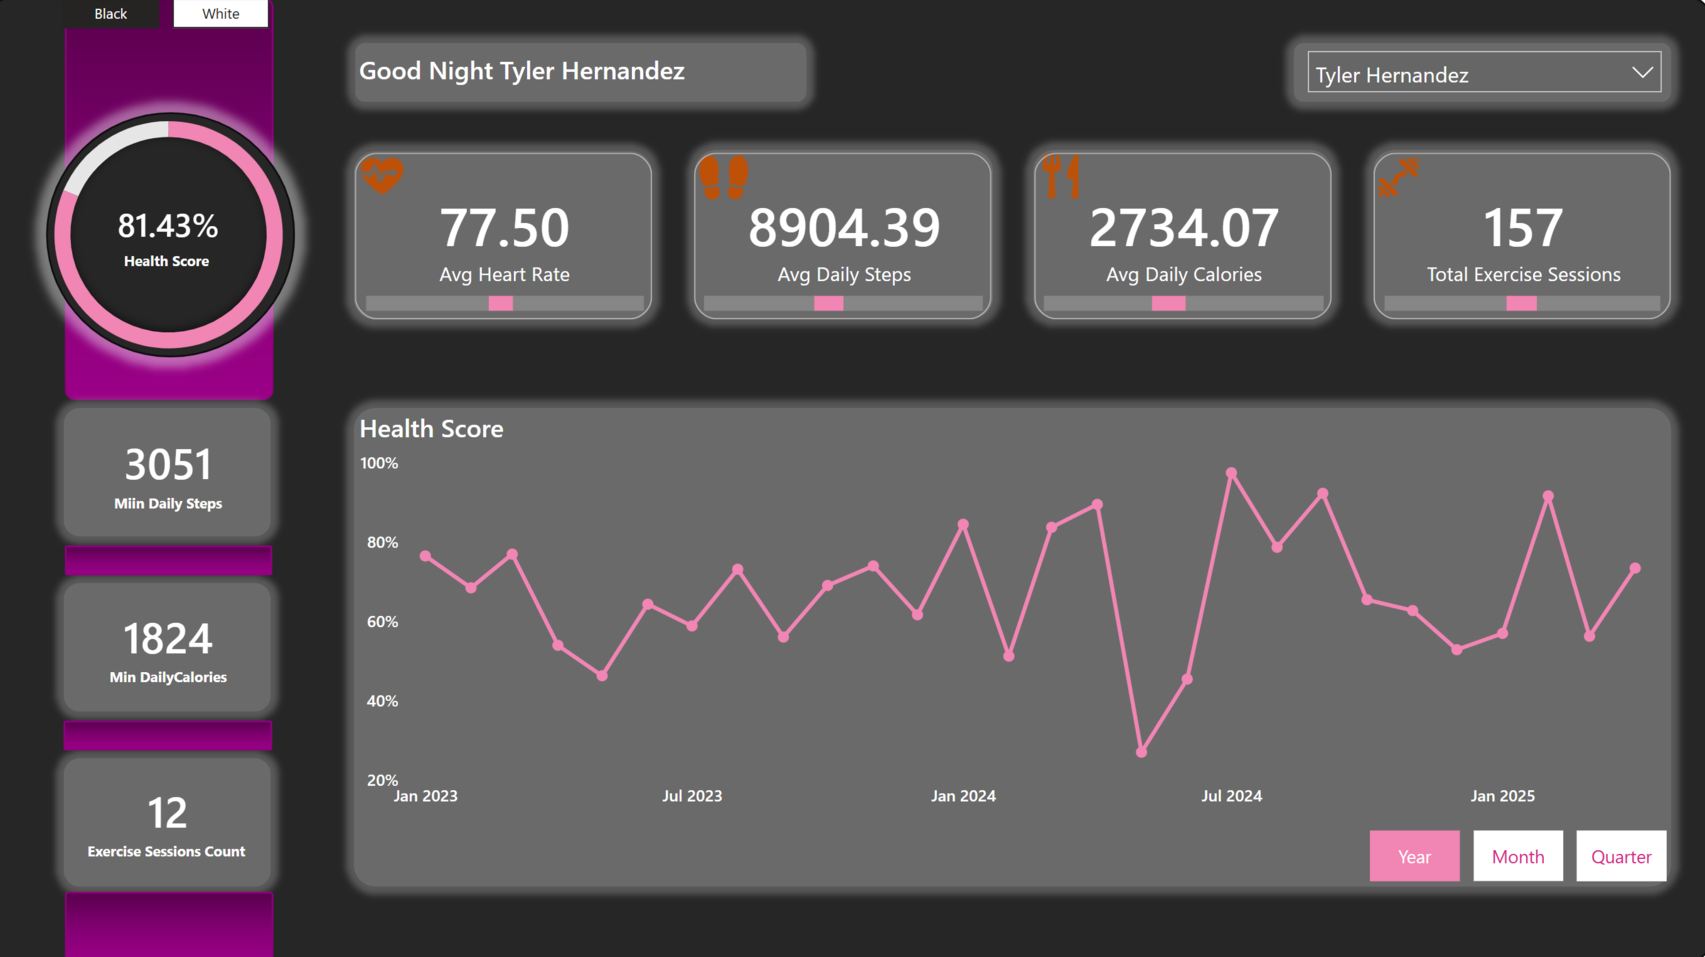 Black
White
Good Night Tyler Hernandez
Tyler Hernandez
81.43%
Health Score
77.50
Avg Heart Rate
8904.39
Avg Daily Steps
2734.07
Avg Daily Calories
157
Total Exercise Sessions
3051
Miin Daily Steps
1824
Min DailyCalories
12
Exercise Sessions Count
Health Score
100%
80%
60%
40%
20%
Jan 2023
Jul 2023
Jan 2024
Jul 2024
Jan 2025
Year
Month
Quarter